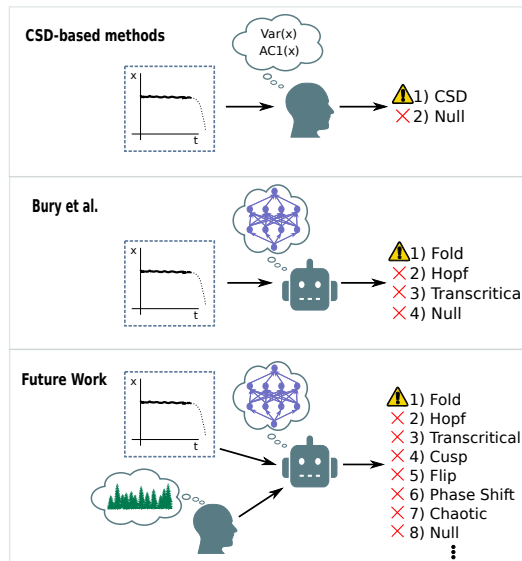 CSD-based methods
Var(x)
AC1(x)
x
t
1) CSD
2) Null
Bury et al.
x
t
1) Fold
2) Hopf
3) Transcritical
4) Null
Future Work
x
t
1) Fold
2) Hopf
3) Transcritical
4) Cusp
5) Flip
6) Phase Shift
7) Chaotic
8) Null